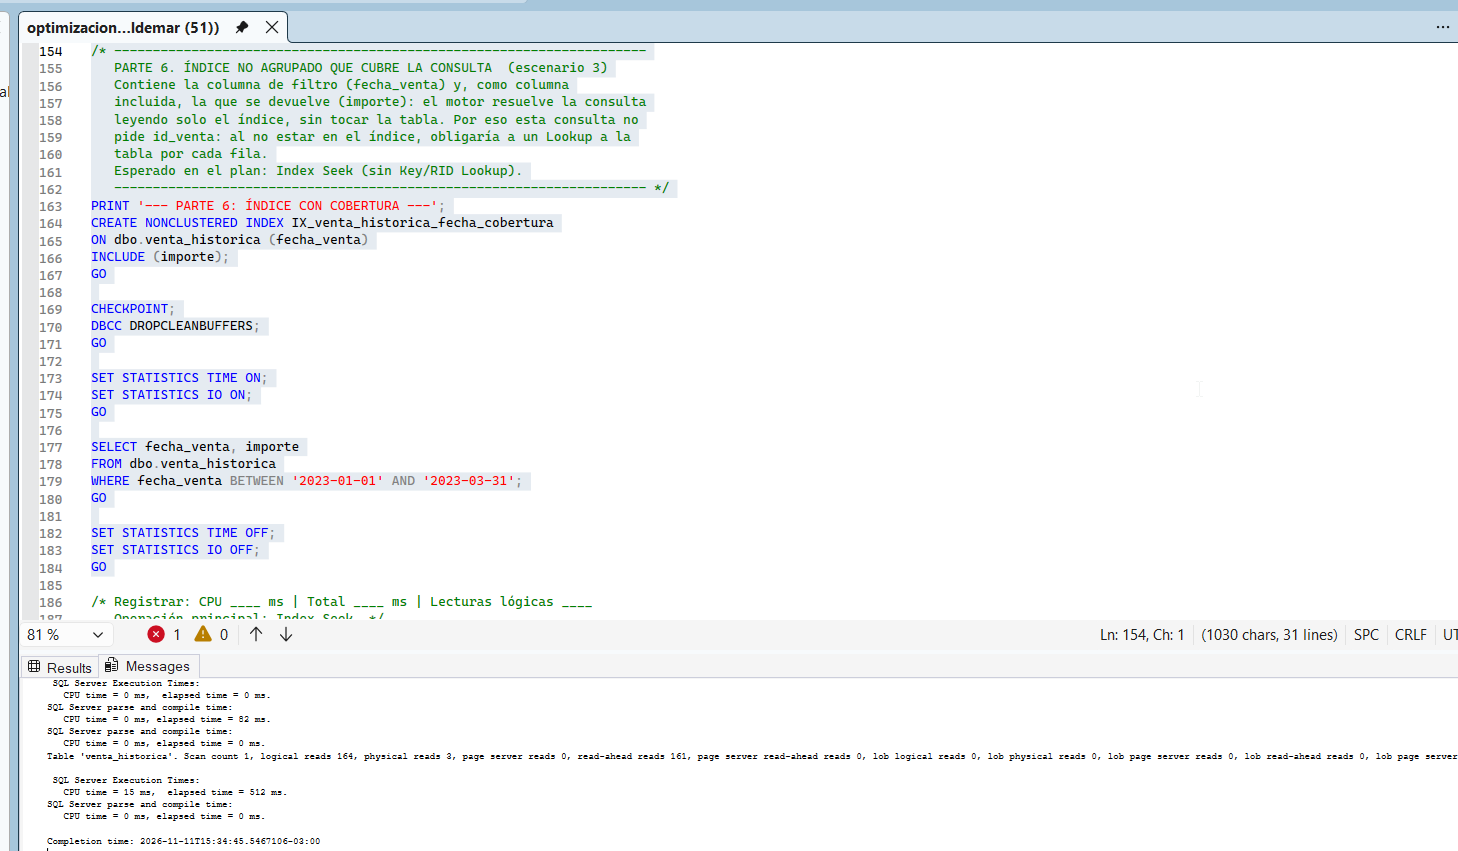 optimizacion...ldemar (51))
al
154 /* ---------------------------------------------------------------------
155 PARTE 6. ÍNDICE NO AGRUPADO QUE CUBRE LA CONSULTA  (escenario 3)
156 Contiene la columna de filtro (fecha_venta) y, como columna
157 incluida, la que se devuelve (importe): el motor resuelve la consulta
158 leyendo solo el índice, sin tocar la tabla. Por eso esta consulta no
159 pide id_venta: al no estar en el índice, obligaría a un Lookup a la
160 tabla por cada fila.
161 Esperado en el plan: Index Seek (sin Key/RID Lookup).
162 --------------------------------------------------------------------- */
163 PRINT '--- PARTE 6: ÍNDICE CON COBERTURA ---';
164 CREATE NONCLUSTERED INDEX IX_venta_historica_fecha_cobertura
165 ON dbo.venta_historica (fecha_venta)
166 INCLUDE (importe);
167 GO
168
169 CHECKPOINT;
170 DBCC DROPCLEANBUFFERS;
171 GO
172
173 SET STATISTICS TIME ON;
174 SET STATISTICS IO ON;
175 GO
176
177 SELECT fecha_venta, importe
178 FROM dbo.venta_historica
179 WHERE fecha_venta BETWEEN '2023-01-01' AND '2023-03-31';
180 GO
181
182 SET STATISTICS TIME OFF;
183 SET STATISTICS IO OFF;
184 GO
185
186 /* Registrar: CPU ____ ms | Total ____ ms | Lecturas lógicas ____
187 Operación principal: Index Seek  */
81 % 1 0 Ln: 154, Ch: 1 (1030 chars, 31 lines) SPC CRLF UT
Results Messages
SQL Server Execution Times:
CPU time = 0 ms,  elapsed time = 0 ms.
SQL Server parse and compile time:
CPU time = 0 ms, elapsed time = 82 ms.
SQL Server parse and compile time:
CPU time = 0 ms, elapsed time = 0 ms.
Table 'venta_historica'. Scan count 1, logical reads 164, physical reads 3, page server reads 0, read-ahead reads 161, page server read-ahead reads 0, lob logical reads 0, lob physical reads 0, lob page server reads 0, lob read-ahead reads 0, lob page server
SQL Server Execution Times:
CPU time = 15 ms,  elapsed time = 512 ms.
SQL Server parse and compile time:
CPU time = 0 ms, elapsed time = 0 ms.
Completion time: 2026-11-11T15:34:45.5467106-03:00